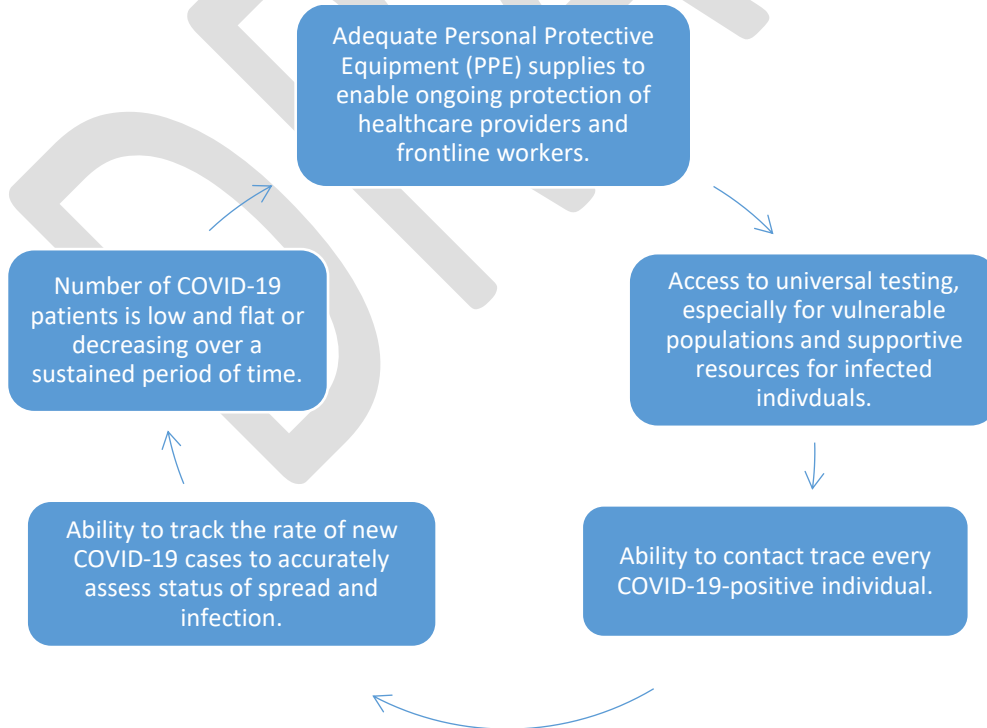 Adequate Personal Protective
Equipment (PPE) supplies to
enable ongoing protection of
healthcare providers and
frontline workers.
Access to universal testing,
especially for vulnerable
populations and supportive
resources for infected
indivduals.
Ability to contact trace every
COVID-19-positive individual.
Ability to track the rate of new
COVID-19 cases to accurately
assess status of spread and
infection.
Number of COVID-19
patients is low and flat or
decreasing over a
sustained period of time.